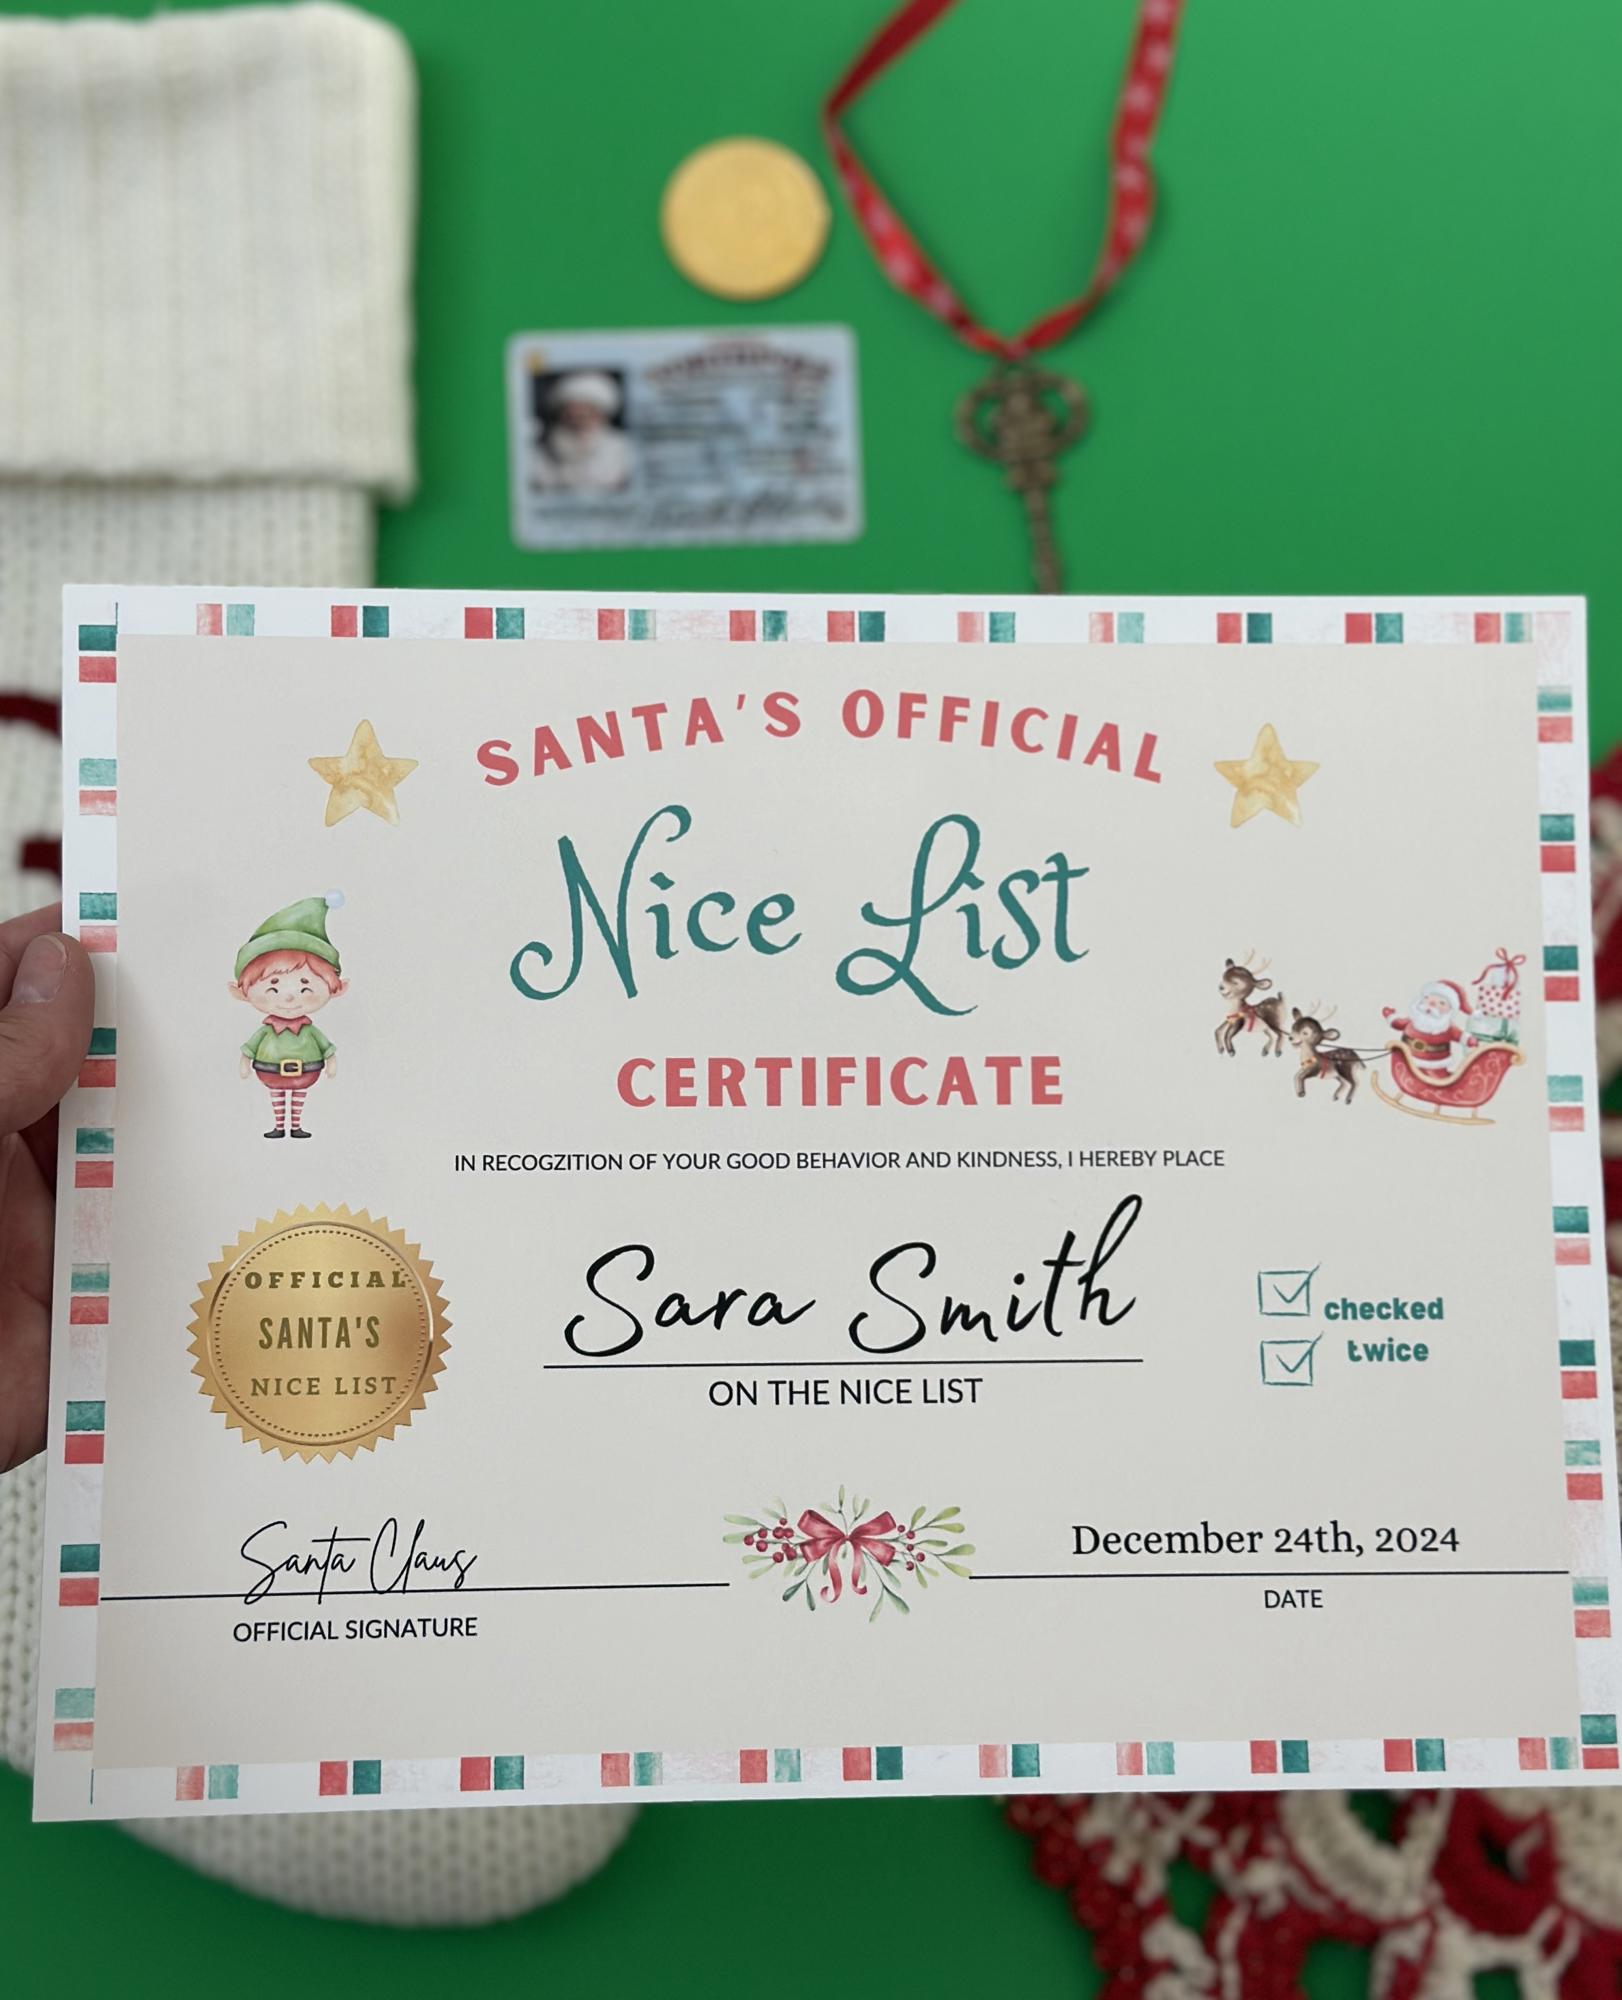 SANTA'S OFFICIAL
Nice List
CERTIFICATE
IN RECOGZITION OF YOUR GOOD BEHAVIOR AND KINDNESS, I HEREBY PLACE
Sara Smith
ON THE NICE LIST
OFFICIAL
SANTA'S
NICE LIST
checked
twice
Santa Claus
OFFICIAL SIGNATURE
December 24th, 2024
DATE